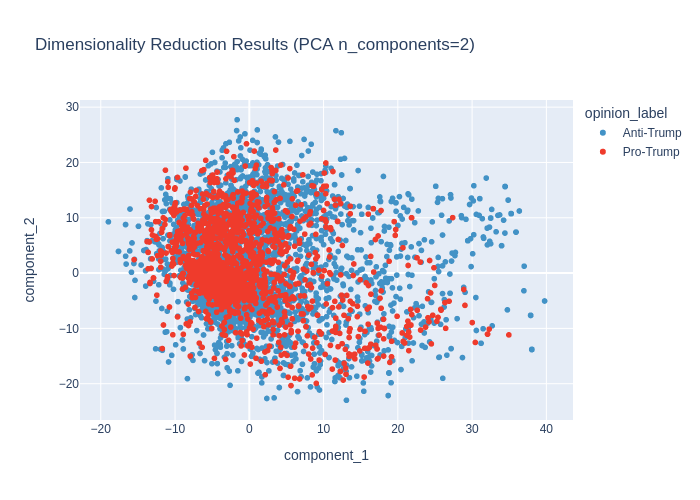 Dimensionality Reduction Results (PCA n_components=2)
opinion_label
Anti-Trump
Pro-Trump
component_2
30
20
10
0
−10
−20
−20
−10
0
10
20
30
40
component_1